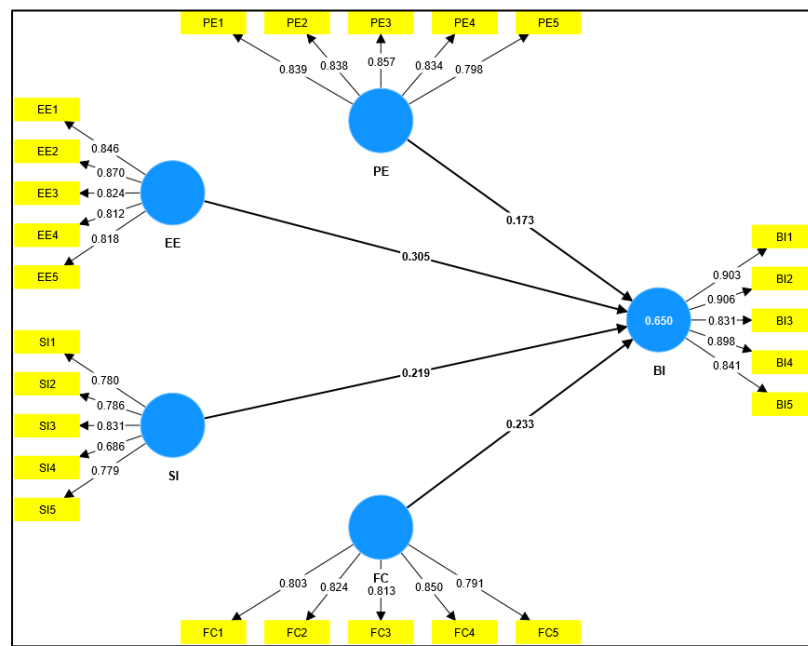 PE1 PE2 PE3 PE4 PE5
0.839 0.838 0.857 0.834 0.798
PE
EE1
EE2
EE3
EE4
EE5
0.846
0.870
0.824
0.812
0.818
EE
0.173
0.305
BI1
BI2
BI3
BI4
BI5
0.903
0.906
0.831
0.898
0.841
0.650
BI
SI1
SI2
SI3
SI4
SI5
0.780
0.786
0.831
0.686
0.779
SI
0.219
0.233
FC
0.803 0.824 0.813 0.850 0.791
FC1 FC2 FC3 FC4 FC5